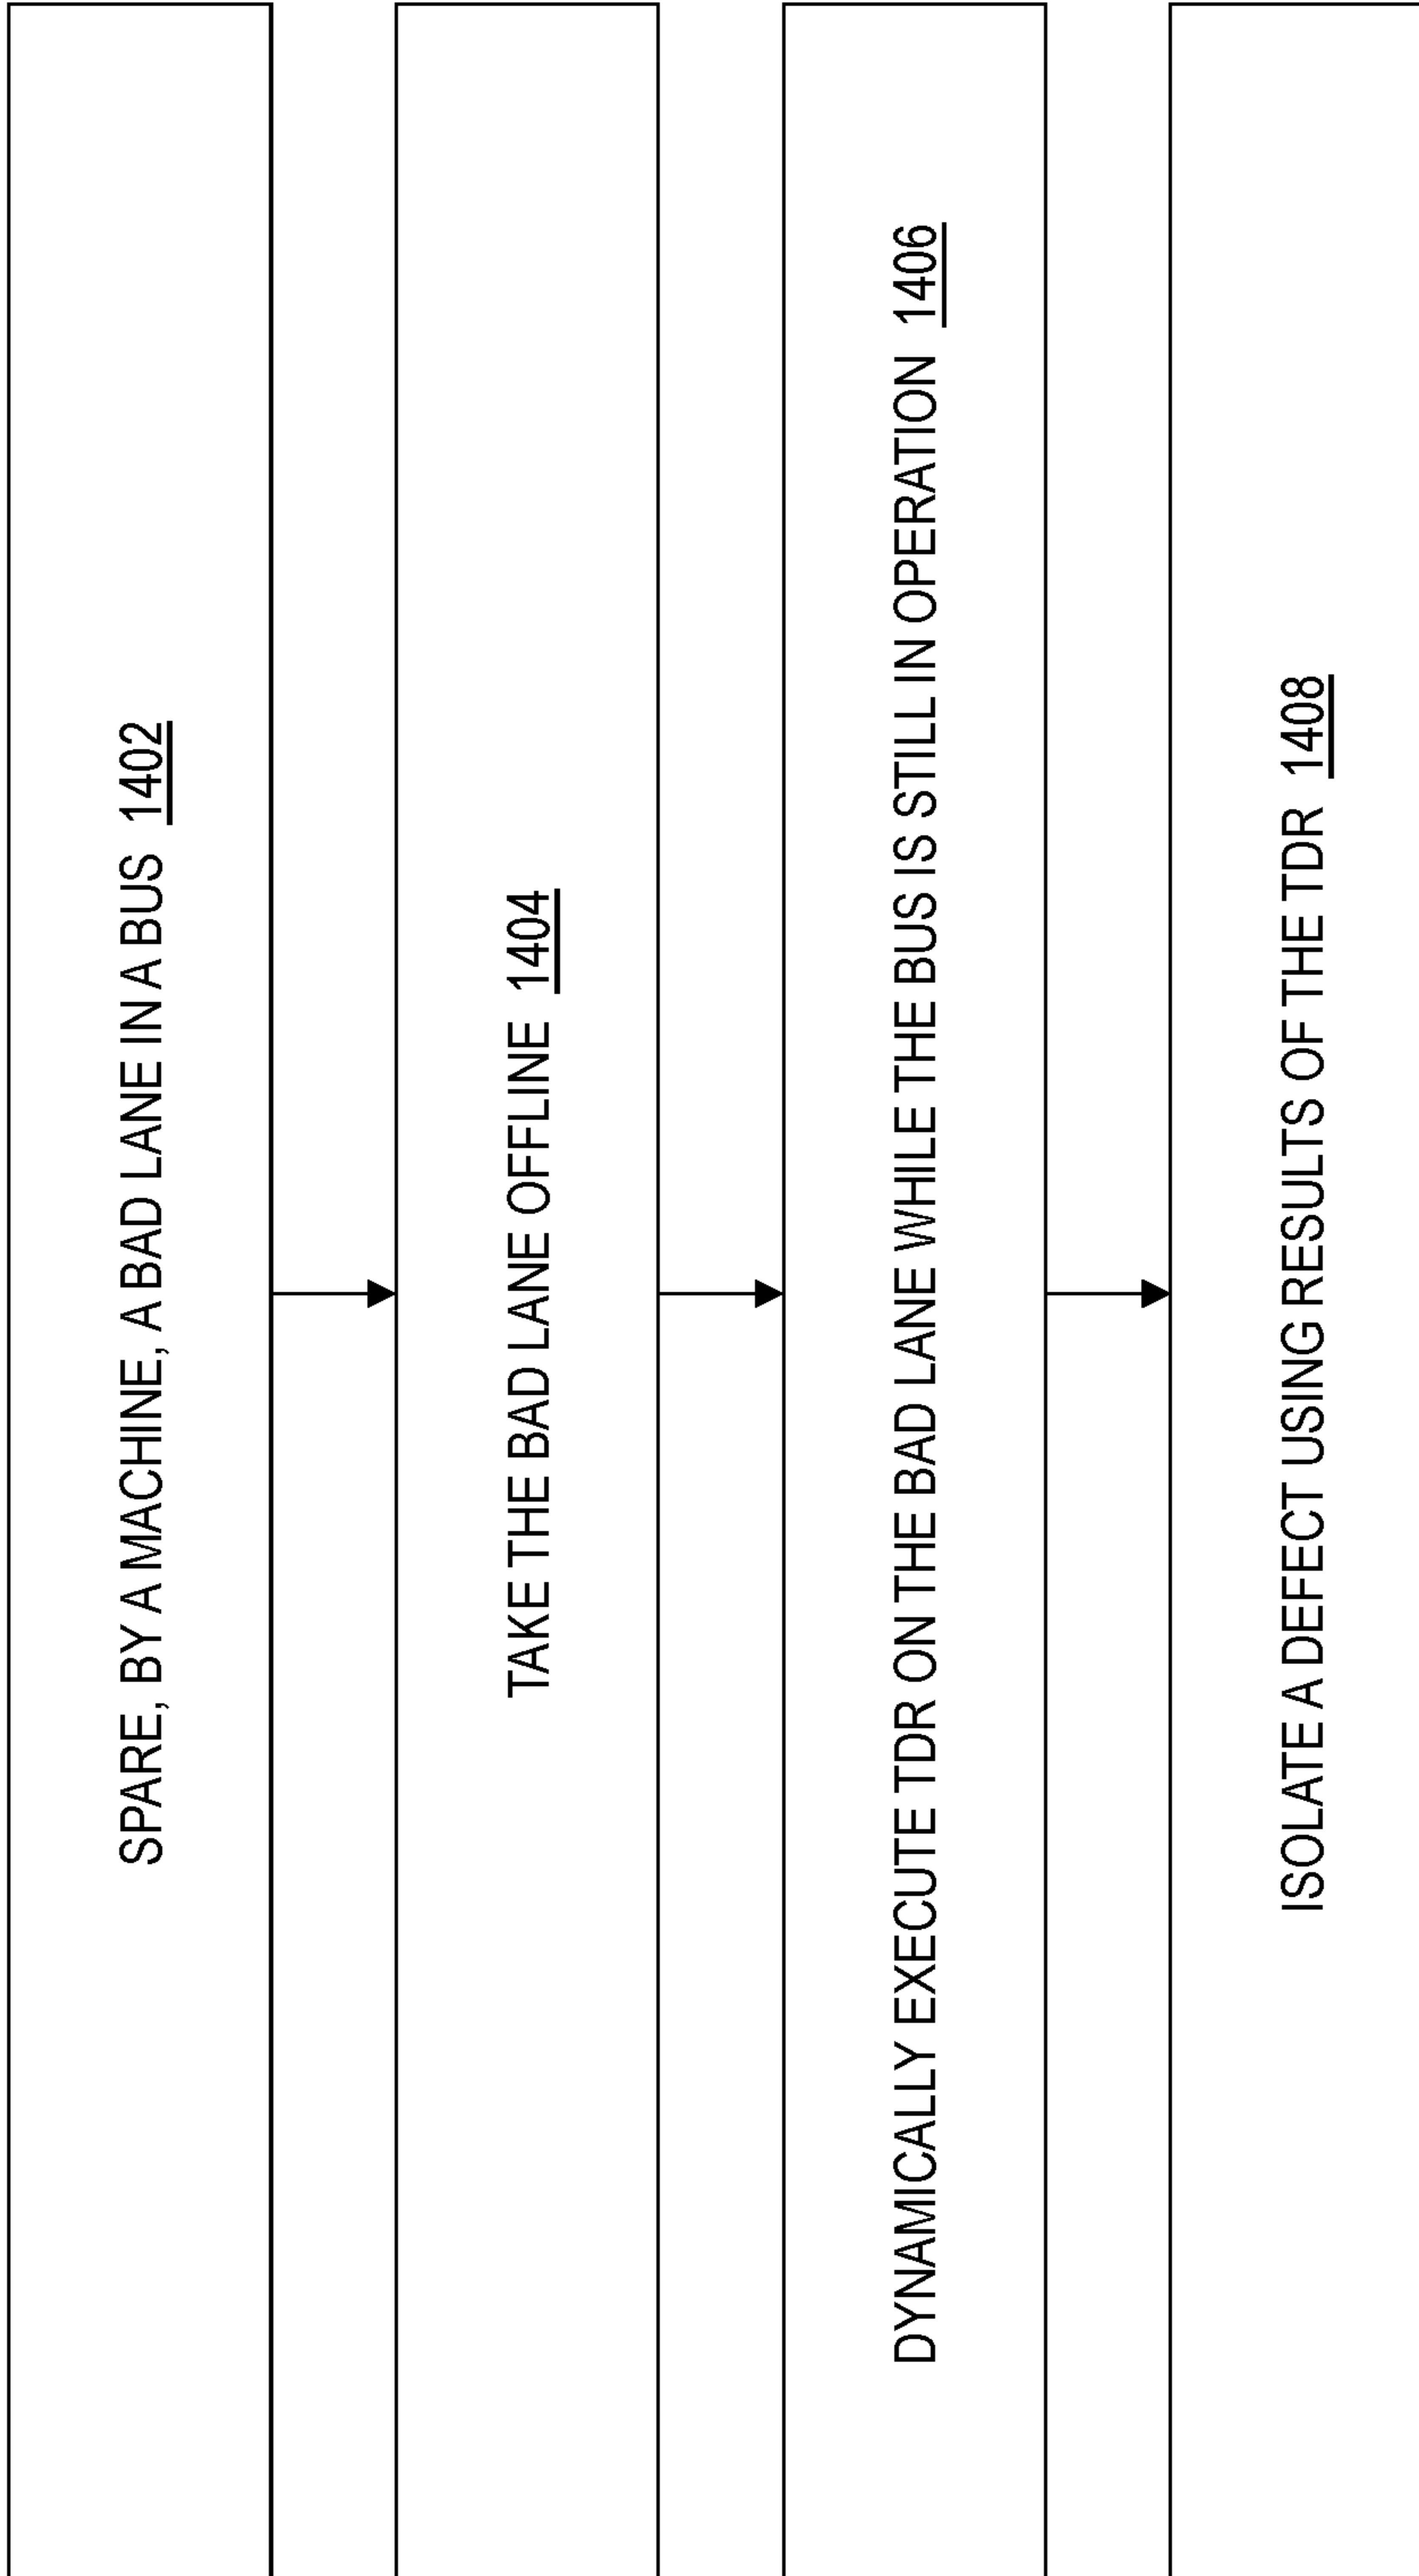 SPARE, BY A MACHINE, A BAD LANE IN A BUS 1402
TAKE THE BAD LANE OFFLINE 1404
DYNAMICALLY EXECUTE TDR ON THE BAD LANE WHILE THE BUS IS STILL IN OPERATION 1406
ISOLATE A DEFECT USING RESULTS OF THE TDR 1408